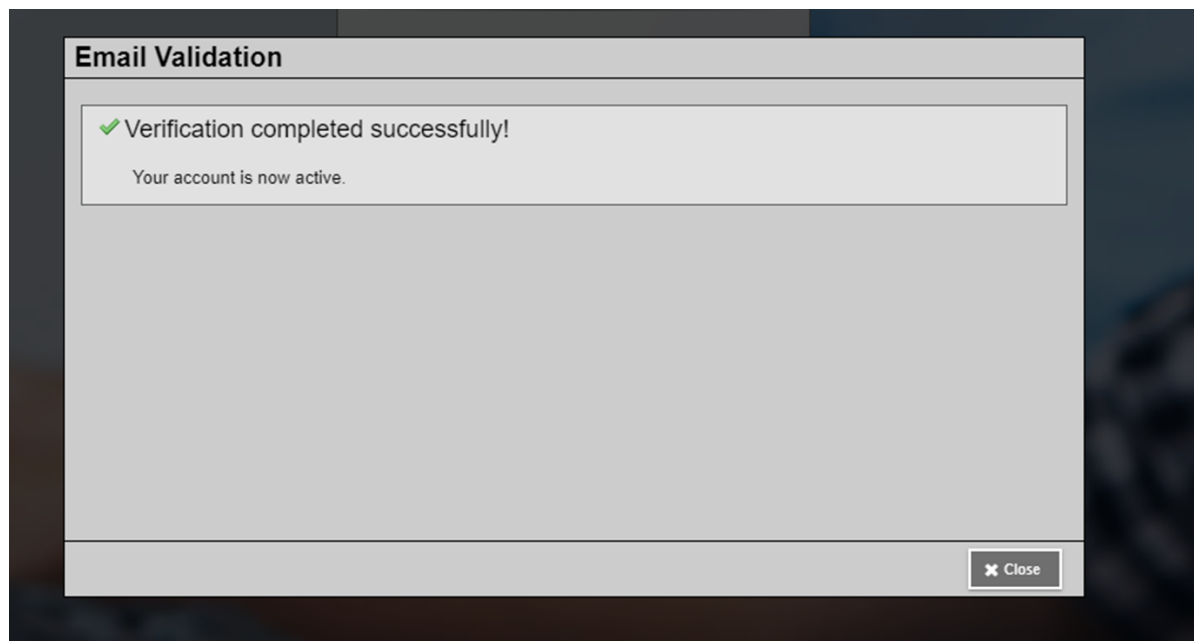 Email Validation
Verification completed successfully!
Your account is now active.
Close